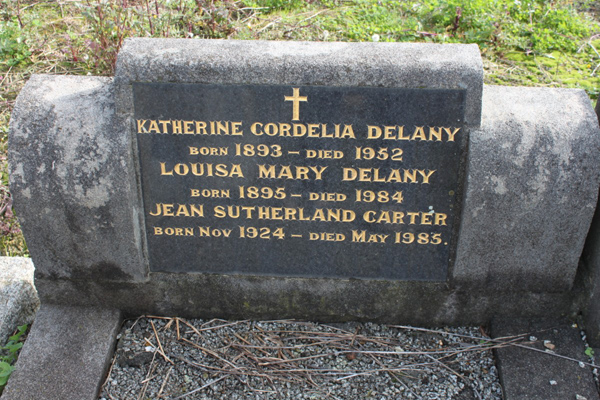 KATHERINE CORDELIA DELANY
BORN 1893 – DIED 1952
LOUISA MARY DELANY
BORN 1895 – DIED 1984
JEAN SUTHERLAND CARTER
BORN NOV 1924 – DIED MAY 1985.